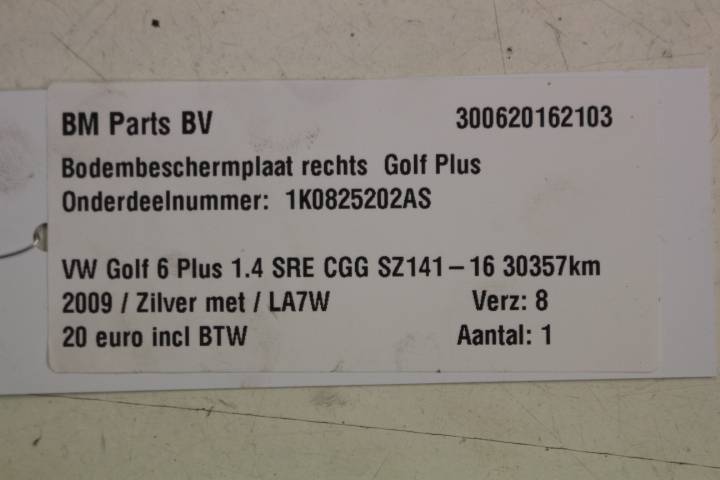 BM Parts BV 300620162103
Bodembeschermplaat rechts Golf Plus
Onderdeelnummer: 1K0825202AS
VW Golf 6 Plus 1.4 SRE CGG SZ141 – 16 30357km
2009 / Zilver met / LA7W Verz: 8
20 euro incl BTW Aantal: 1